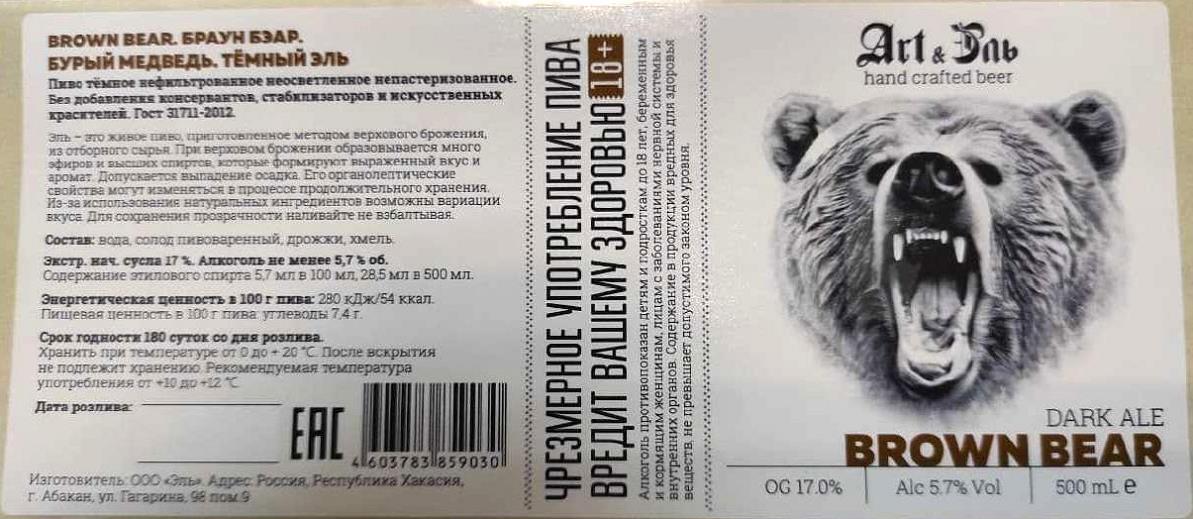 BROWN BEAR. БРАУН БЭАР.
БУРЫЙ МЕДВЕДЬ. ТЁМНЫЙ ЭЛЬ
Пиво тёмное нефильтрованное неосветленное непастеризованное.
Без добавления консервантов, стабилизаторов и искусственных
красителей. Гост 31711-2012.
Эль – это живое пиво, приготовленное методом верхового брожения,
из отборного сырья. При верховом брожении образовывается много
эфиров и высших спиртов, которые формируют выраженный вкус и
аромат. Допускается выпадение осадка. Его органолептические
свойства могут изменяться в процессе продолжительного хранения.
Из-за использования натуральных ингредиентов возможны вариации
вкуса. Для сохранения прозрачности наливайте не взбалтывая.
Состав: вода, солод пивоваренный, дрожжи, хмель.
Экстр. нач. сусла 17 %. Алкоголь не менее 5,7 % об.
Содержание этилового спирта 5,7 мл в 100 мл, 28,5 мл в 500 мл.
Энергетическая ценность в 100 г пива: 280 кДж/54 ккал.
Пищевая ценность в 100 г пива: углеводы 7,4 г.
Срок годности 180 суток со дня розлива.
Хранить при температуре от 0 до + 20 °С. После вскрытия
не подлежит хранению. Рекомендуемая температура
употребления от +10 до +12 °С
Дата розлива:
EAC
4 603783 859030
Изготовитель: ООО «Эль». Адрес: Россия, Республика Хакасия,
г. Абакан, ул. Гагарина, 98 пом.9
ЧРЕЗМЕРНОЕ УПОТРЕБЛЕНИЕ ПИВА
ВРЕДИТ ВАШЕМУ ЗДОРОВЬЮ 18+
Алкоголь противопоказан детям и подросткам до 18 лет, беременным
и кормящим женщинам, лицам с заболеваниями нервной системы и
внутренних органов. Содержание в продукции вредных для здоровья
веществ, не превышает допустимого законом уровня.
Art & Эль
hand crafted beer
DARK ALE
BROWN BEAR
OG 17.0%
Alc 5.7% Vol
500 mL e